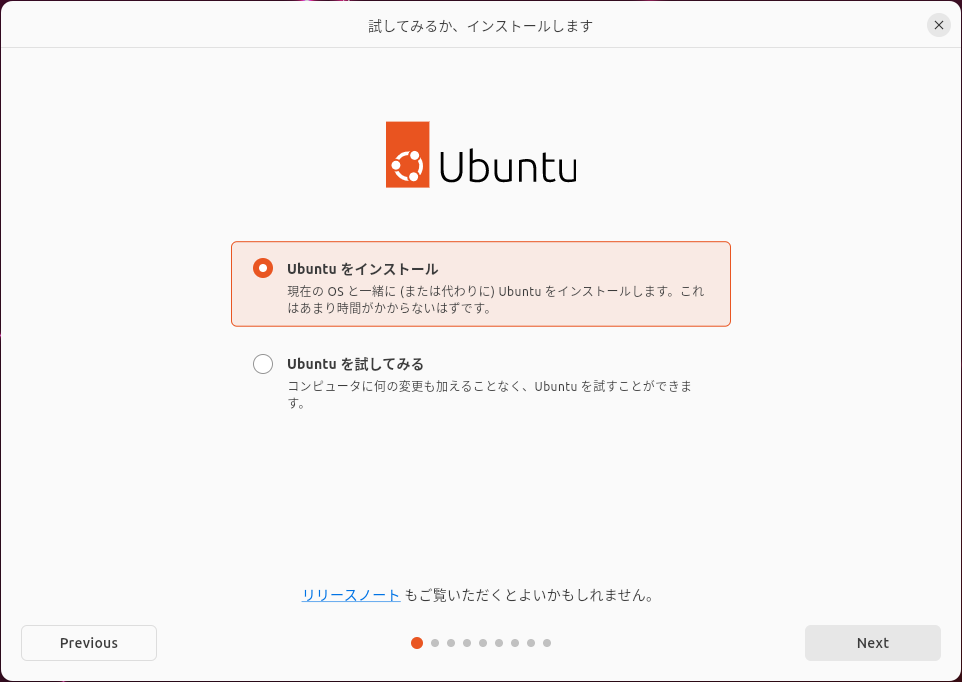 試してみるか、インストールします
Ubuntu
Ubuntu をインストール
現在の OS と一緒に (または代わりに) Ubuntu をインストールします。これ
はあまり時間がかからないはずです。
Ubuntu を試してみる
コンピュータに何の変更も加えることなく、Ubuntu を試すことができま
す。
リリースノート もご覧いただくとよいかもしれません。
Previous
Next